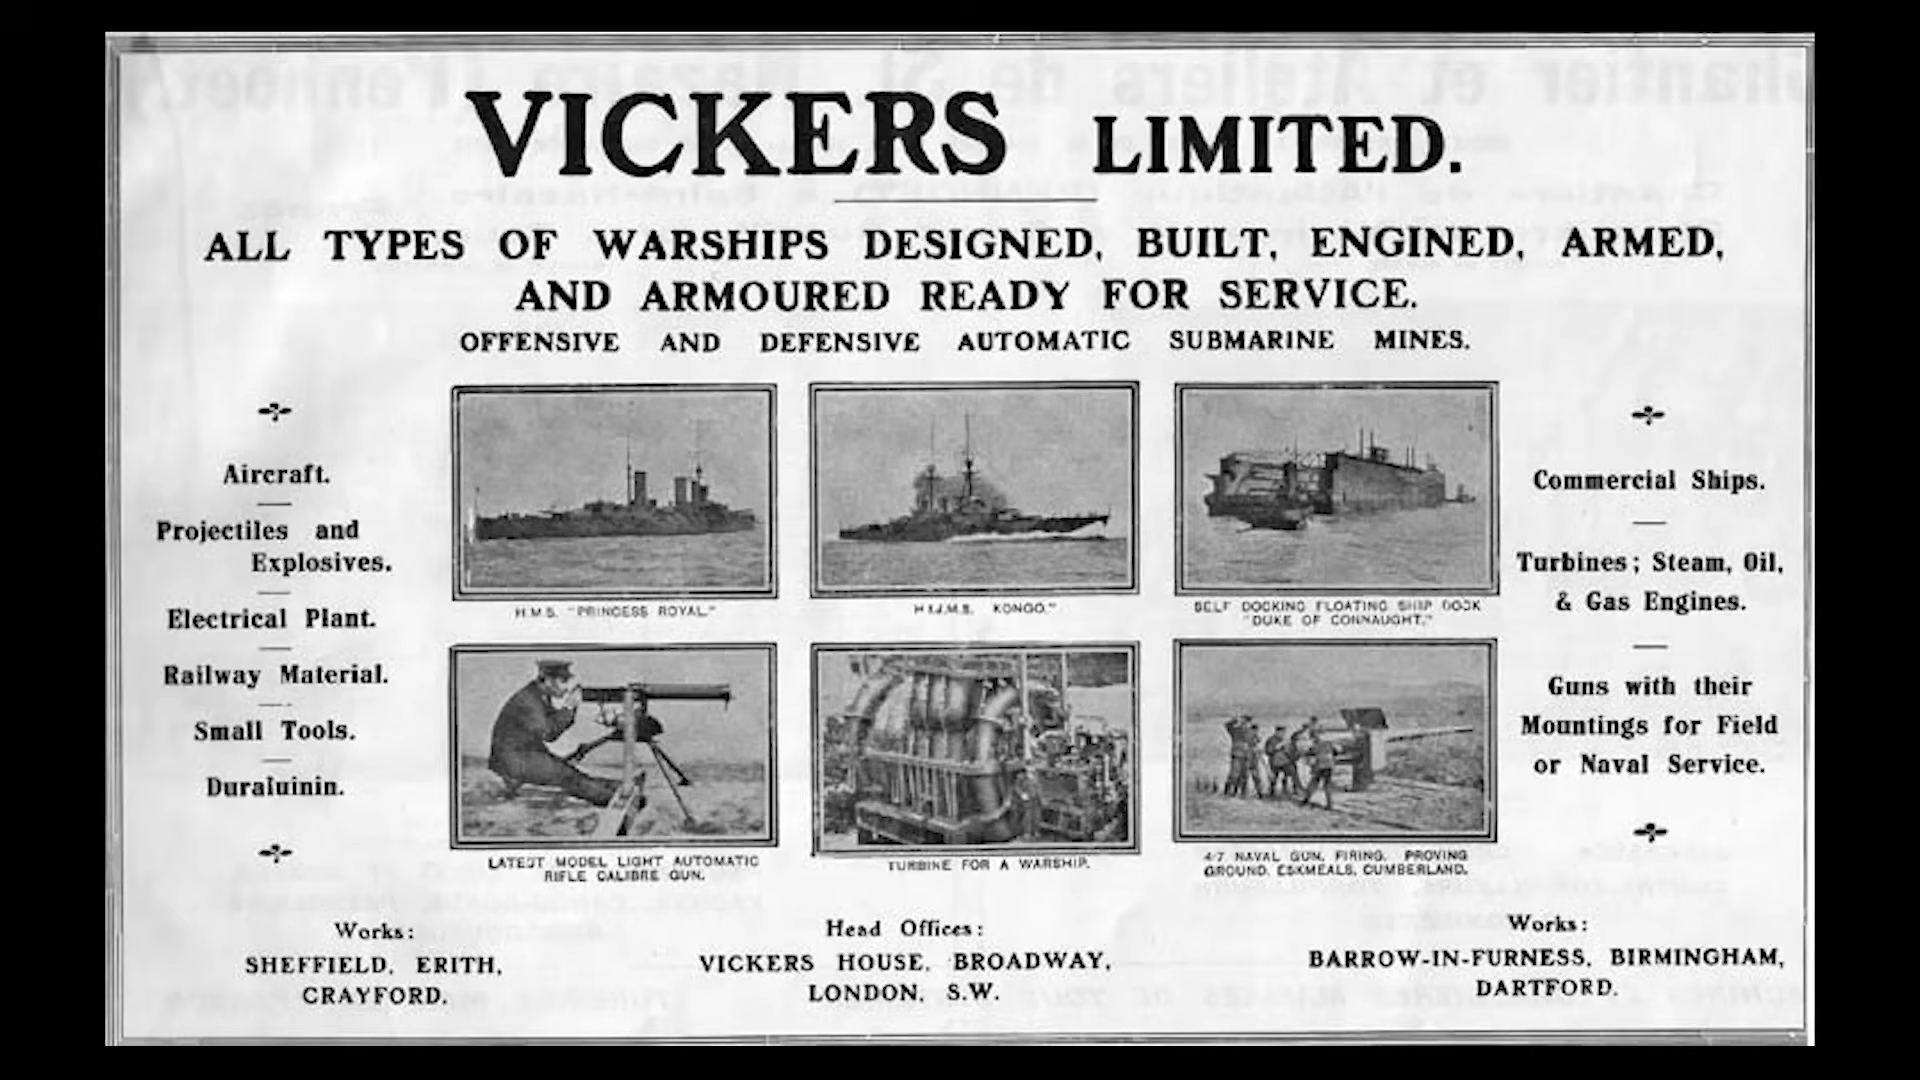 VICKERS LIMITED.
ALL TYPES OF WARSHIPS DESIGNED, BUILT, ENGINED, ARMED,
AND ARMOURED READY FOR SERVICE.
OFFENSIVE AND DEFENSIVE AUTOMATIC SUBMARINE MINES.
Aircraft.
Projectiles and
Explosives.
Electrical Plant.
Railway Material.
Small Tools.
Duraluinin.
H.M.S. "PRINCESS ROYAL."
H.I.J.M.S. KONGO."
SELF DOCKING FLOATING SHIP DOCK
"DUKE OF CONNAUGHT."
LATEST MODEL LIGHT AUTOMATIC
RIFLE CALIBRE GUN.
TURBINE FOR A WARSHIP.
4·7 NAVAL GUN, FIRING, PROVING
GROUND, ESKMEALS, CUMBERLAND.
Commercial Ships.
Turbines; Steam, Oil,
& Gas Engines.
Guns with their
Mountings for Field
or Naval Service.
Works:
SHEFFIELD, ERITH,
CRAYFORD.
Head Offices:
VICKERS HOUSE, BROADWAY,
LONDON, S.W.
Works:
BARROW-IN-FURNESS, BIRMINGHAM,
DARTFORD.